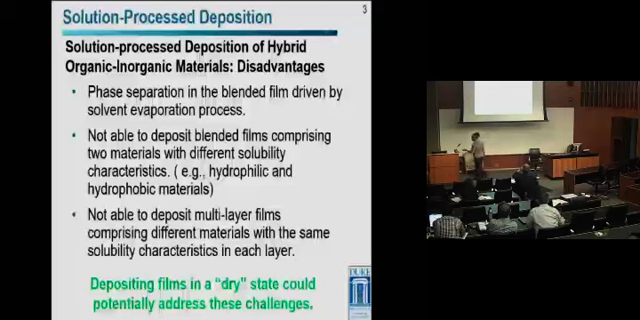 Solution-Processed Deposition
3
Solution-processed Deposition of Hybrid
Organic-Inorganic Materials: Disadvantages
• Phase separation in the blended film driven by
solvent evaporation process.
• Not able to deposit blended films comprising
two materials with different solubility
characteristics. ( e.g., hydrophilic and
hydrophobic materials)
• Not able to deposit multi-layer films
comprising different materials with the same
solubility characteristics in each layer.
Depositing films in a “dry” state could
potentially address these challenges.
DUKE